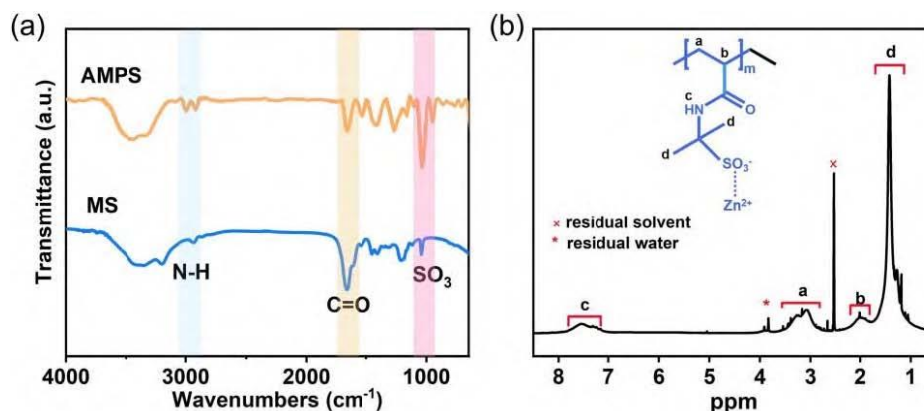 (a)
AMPS
MS
N-H
C=O
SO3
Transmittance (a.u.)
4000 3000 2000 1000
Wavenumbers (cm-1)
(b)
a
b
m
c
HN
O
d
d
SO3-
Zn2+
× residual solvent
* residual water
c
*
a
×
b
d
8 7 6 5 4 3 2 1
ppm